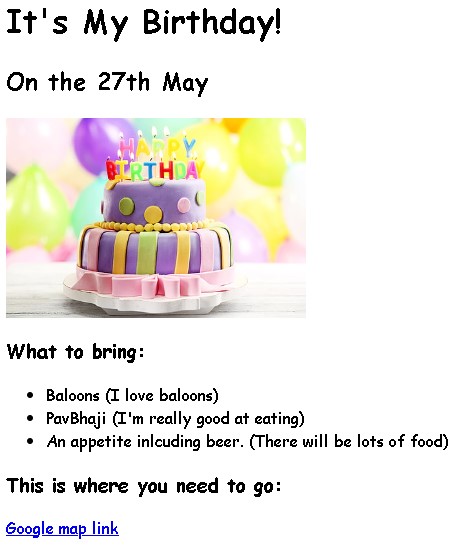 It's My Birthday!
On the 27th May
HAPPY
BIRTHDAY
What to bring:
Baloons (I love baloons)
PavBhaji (I'm really good at eating)
An appetite inlcuding beer. (There will be lots of food)
This is where you need to go:
Google map link